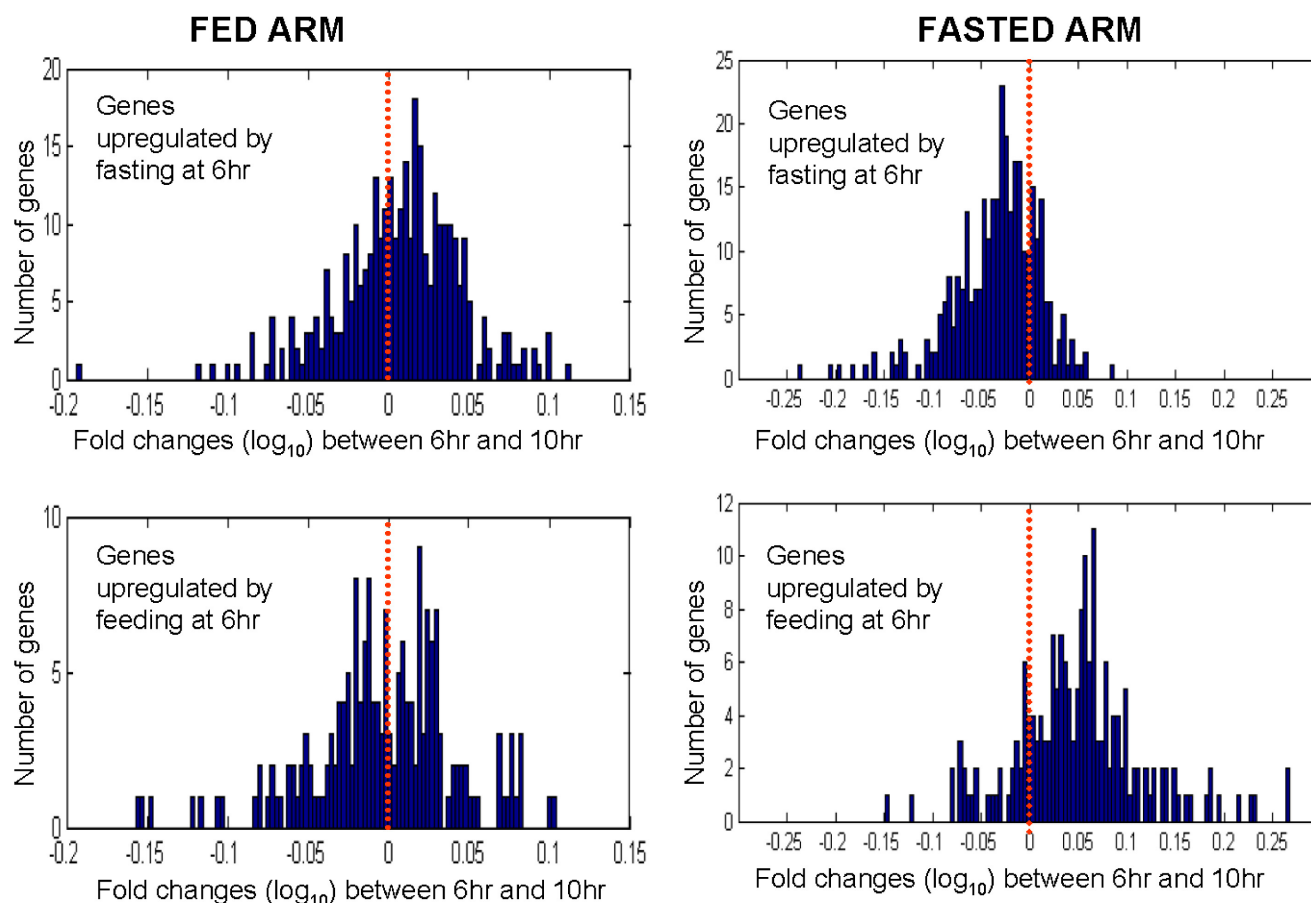 FED ARM
FASTED ARM
20
15
10
5
0
Number of genes
Genes
upregulated by
fasting at 6hr
-0.2 -0.15 -0.1 -0.05 0 0.05 0.1 0.15
Fold changes (log10) between 6hr and 10hr
25
20
15
10
5
0
Number of genes
Genes
upregulated by
fasting at 6hr
-0.25 -0.2 -0.15 -0.1 -0.05 0 0.05 0.1 0.15 0.2 0.25
Fold changes (log10) between 6hr and 10hr
10
5
0
Number of genes
Genes
upregulated by
feeding at 6hr
-0.2 -0.15 -0.1 -0.05 0 0.05 0.1 0.15
Fold changes (log10) between 6hr and 10hr
12
10
8
6
4
2
0
Number of genes
Genes
upregulated by
feeding at 6hr
-0.25 -0.2 -0.15 -0.1 -0.05 0 0.05 0.1 0.15 0.2 0.25
Fold changes (log10) between 6hr and 10hr